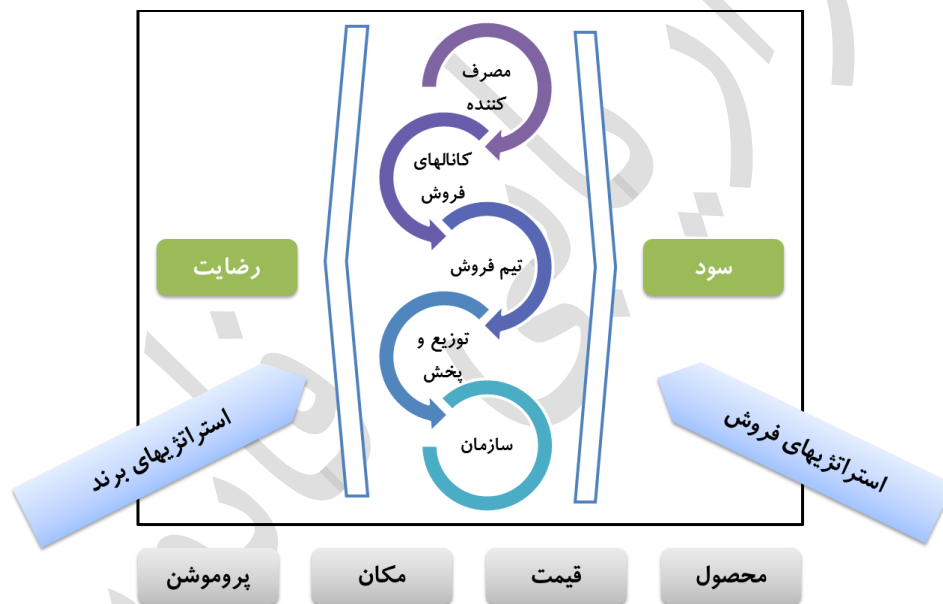 مصرف
کننده
کانالهای
فروش
تیم فروش
توزیع و
پخش
سازمان
سود
رضایت
استراتژیهای فروش
استراتژیهای برند
محصول
قیمت
مکان
پروموشن